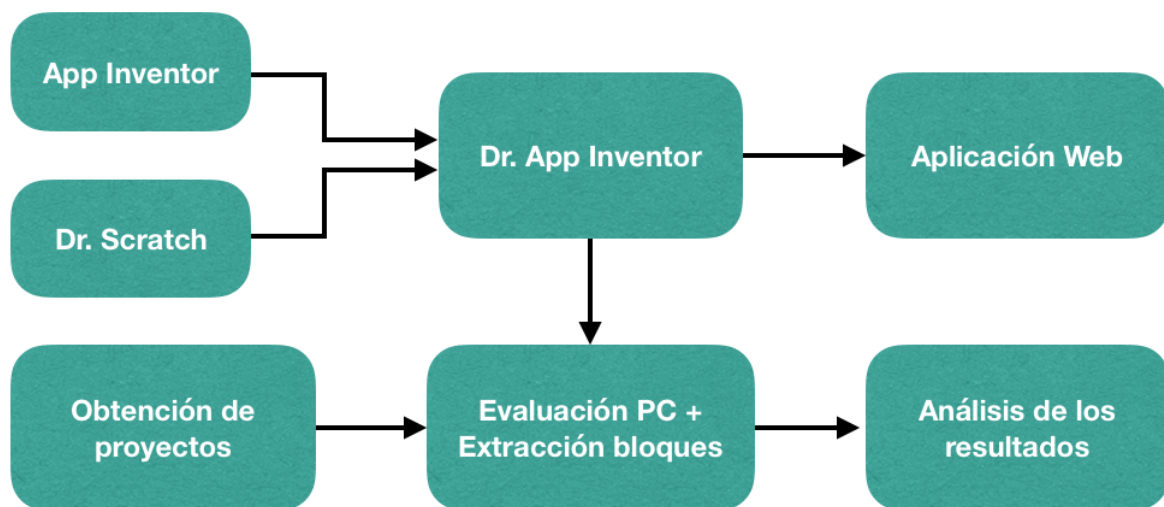 App Inventor
Dr. Scratch
Dr. App Inventor
Aplicación Web
Obtención de
proyectos
Evaluación PC +
Extracción bloques
Análisis de los
resultados